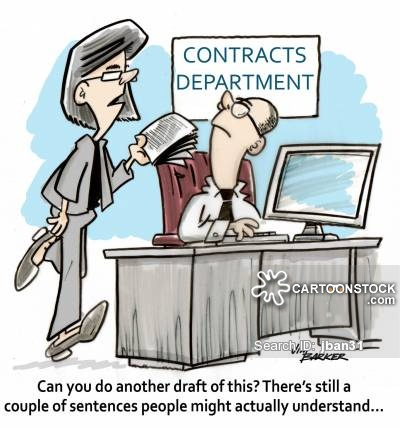 CONTRACTS
DEPARTMENT
CARTOONSTOCK
.com
Search ID: jban31
BARKER
Can you do another draft of this? There's still a
couple of sentences people might actually understand...